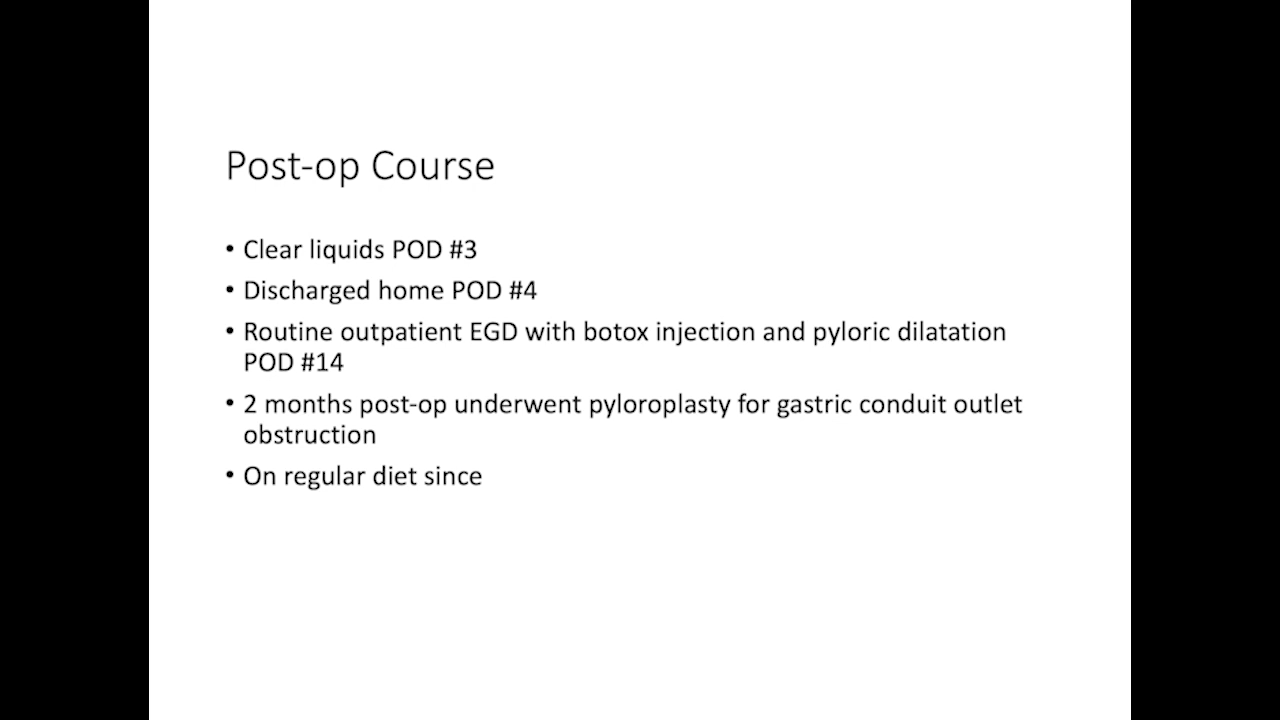 Post-op Course
• Clear liquids POD #3
• Discharged home POD #4
• Routine outpatient EGD with botox injection and pyloric dilatation
POD #14
• 2 months post-op underwent pyloroplasty for gastric conduit outlet
obstruction
• On regular diet since